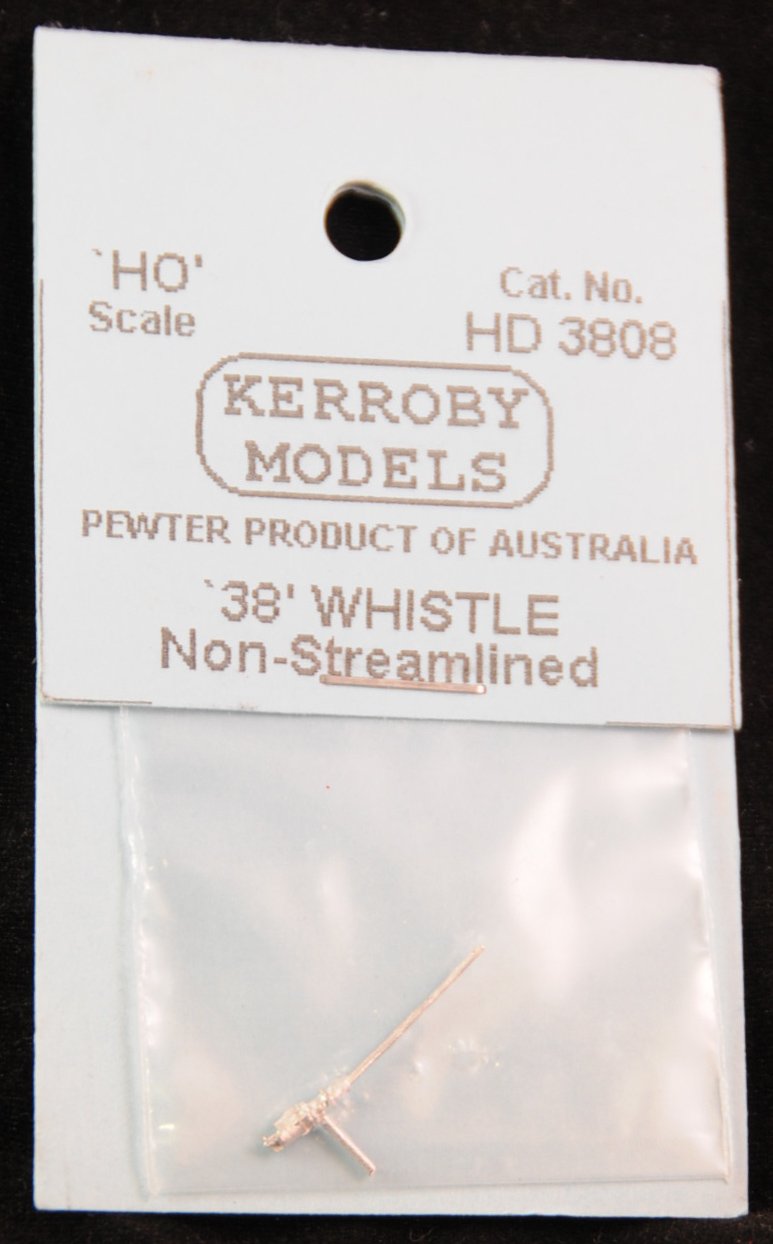 `HO'
Scale
Cat. No.
HD 3808
KERROBY
MODELS
PEWTER PRODUCT OF AUSTRALIA
`38' WHISTLE
Non-Streamlined